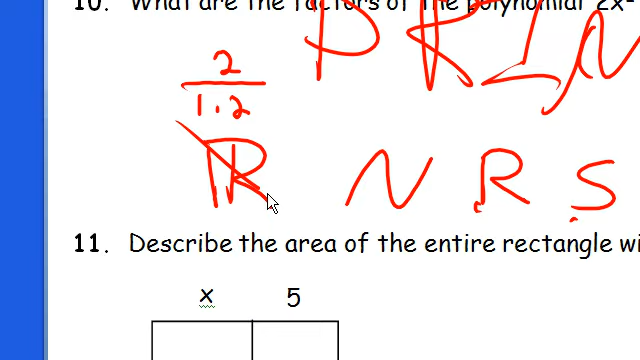 10. What are the factors of the polynomial 2x²
P R I M
2
1.2
R N R S
11. Describe the area of the entire rectangle wi
x 5